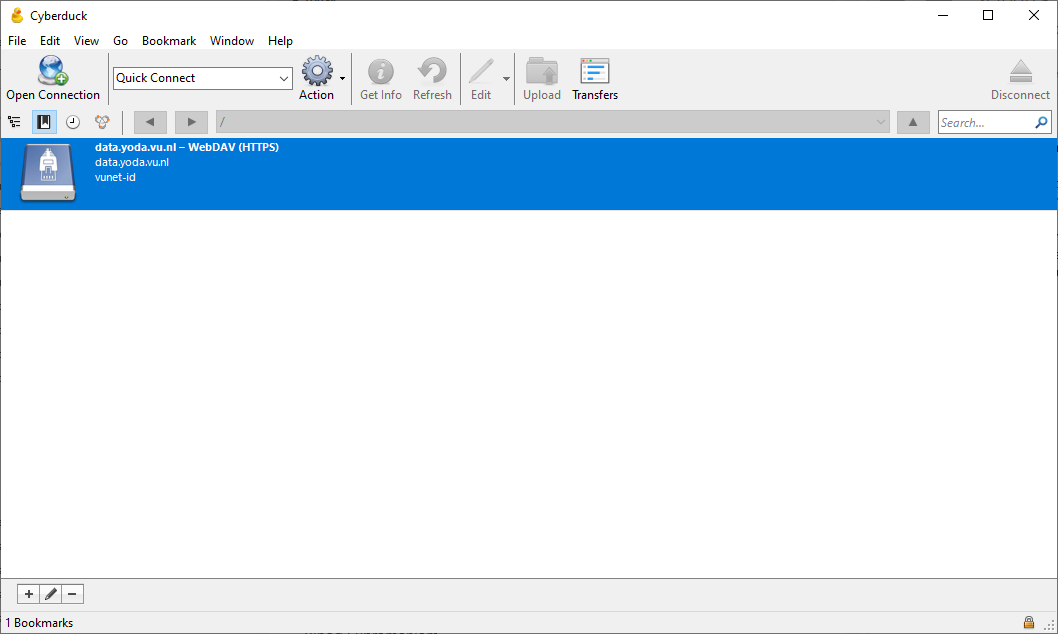 Cyberduck
File Edit View Go Bookmark Window Help
Open Connection
Quick Connect
Action
Get Info
Refresh
Edit
Upload
Transfers
Disconnect
/
Search...
data.yoda.vu.nl – WebDAV (HTTPS)
data.yoda.vu.nl
vunet-id
1 Bookmarks